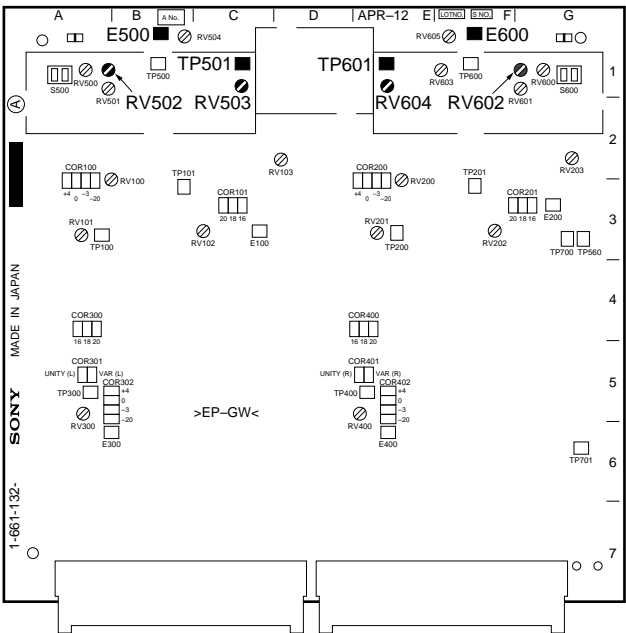 A B A No. C D APR–12 E LOTNO. S NO. F G
E500 RV504 RV605 E600
TP501 TP601
RV500 TP500 RV603 TP600 RV600
S500 RV501 RV601 S600
RV502 RV503 RV604 RV602
1
A
2
COR100 TP101 RV103 COR200 TP201 RV203
RV100 RV200
+4 0 –3 –20 COR101 +4 0 –3 –20 COR201
20 18 16 20 18 16 E200
3
RV101 RV102 E100 RV201 RV202
TP100 TP200 TP700 TP560
4
COR300 COR400
16 18 20 16 18 20
COR301 COR401
UNITY (L) VAR (L) UNITY (R) VAR (R)
COR302 COR402
5
TP300 +4 TP400 +4
0 0
–3 –3
–20 –20
RV300 RV400
>EP–GW<
E300 E400
6
TP701
7
MADE IN JAPAN
SONY
1-661-132-